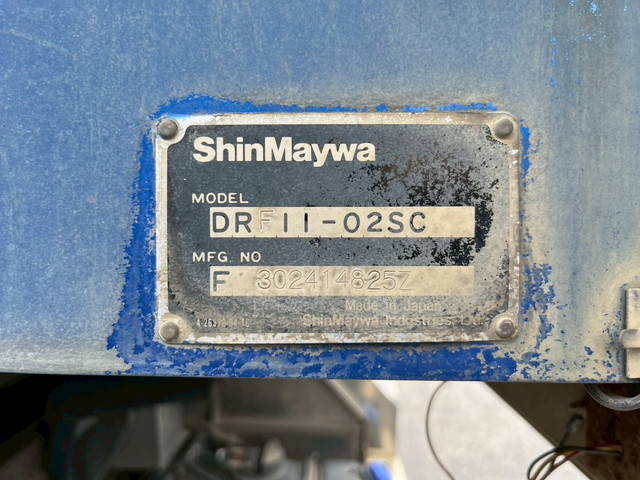 ShinMaywa
MODEL
DRF11-02SC
MFG. NO
F 302414825Z
Made in Japan
ShinMaywa Industries,